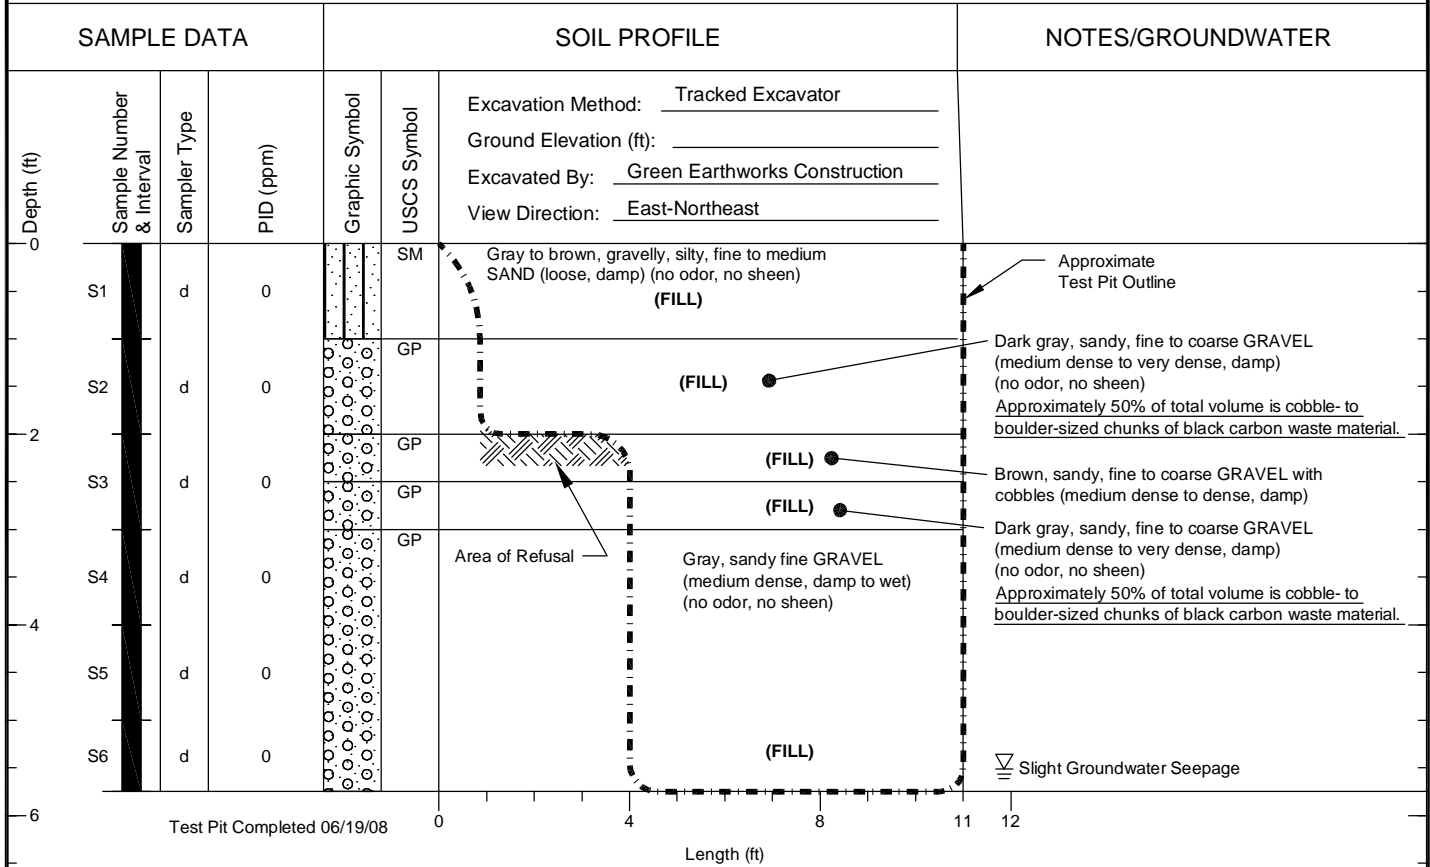 SAMPLE DATA
SOIL PROFILE
NOTES/GROUNDWATER
Depth (ft)
Sample Number
& Interval
Sampler Type
PID (ppm)
Graphic Symbol
USCS Symbol
Excavation Method: Tracked Excavator
Ground Elevation (ft):
Excavated By: Green Earthworks Construction
View Direction: East-Northeast
0
2
4
6
S1 d 0
S2 d 0
S3 d 0
S4 d 0
S5 d 0
S6 d 0
SM
GP
GP
GP
GP
Gray to brown, gravelly, silty, fine to medium
SAND (loose, damp) (no odor, no sheen)
(FILL)
(FILL)
(FILL)
(FILL)
Area of Refusal
Gray, sandy fine GRAVEL
(medium dense, damp to wet)
(no odor, no sheen)
(FILL)
Approximate
Test Pit Outline
Dark gray, sandy, fine to coarse GRAVEL
(medium dense to very dense, damp)
(no odor, no sheen)
Approximately 50% of total volume is cobble- to
boulder-sized chunks of black carbon waste material.
Brown, sandy, fine to coarse GRAVEL with
cobbles (medium dense to dense, damp)
Dark gray, sandy, fine to coarse GRAVEL
(medium dense to very dense, damp)
(no odor, no sheen)
Approximately 50% of total volume is cobble- to
boulder-sized chunks of black carbon waste material.
Slight Groundwater Seepage
Test Pit Completed 06/19/08
0 4 8 11 12
Length (ft)